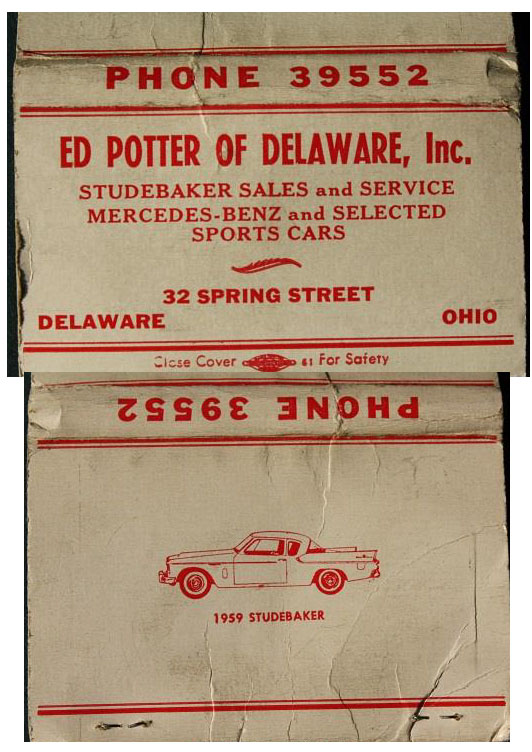 PHONE 39552
ED POTTER OF DELAWARE, Inc.
STUDEBAKER SALES and SERVICE
MERCEDES-BENZ and SELECTED
SPORTS CARS
32 SPRING STREET
DELAWARE OHIO
Close Cover 61 For Safety
PHONE 39552
1959 STUDEBAKER